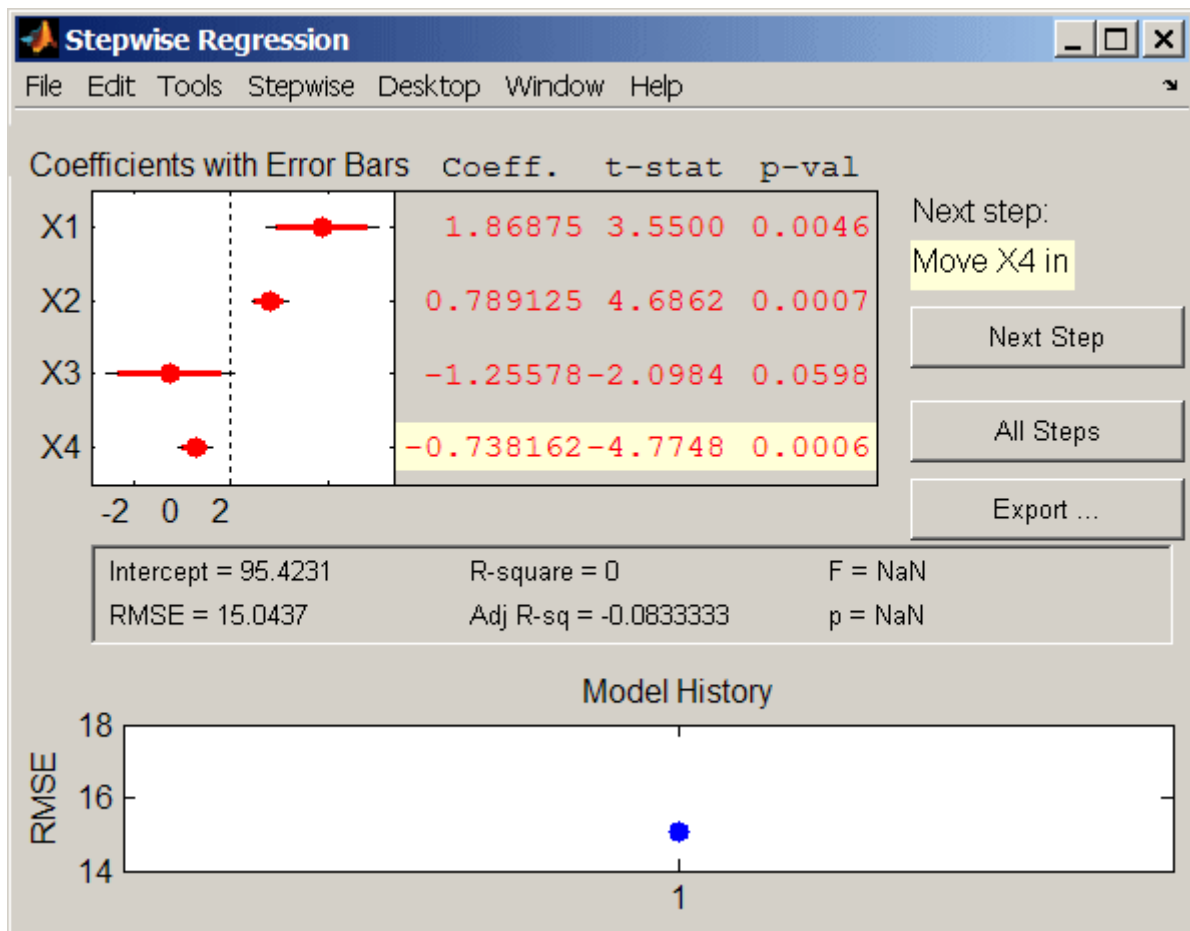 Stepwise Regression
File Edit Tools Stepwise Desktop Window Help
Coefficients with Error Bars Coeff. t-stat p-val
X1 1.86875 3.5500 0.0046
X2 0.789125 4.6862 0.0007
X3 -1.25578 -2.0984 0.0598
X4 -0.738162 -4.7748 0.0006
-2 0 2
Next step:
Move X4 in
Next Step
All Steps
Export ...
Intercept = 95.4231 R-square = 0 F = NaN
RMSE = 15.0437 Adj R-sq = -0.0833333 p = NaN
Model History
RMSE
18
16
14
1